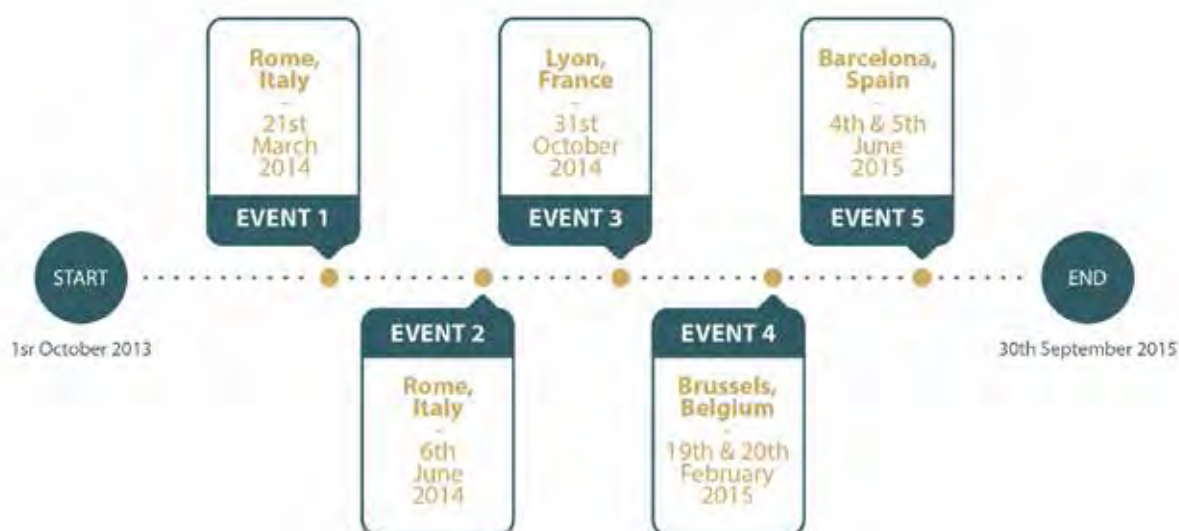 Rome,
Italy
-
21st
March
2014
EVENT 1
Lyon,
France
-
31st
October
2014
EVENT 3
Barcelona,
Spain
-
4th & 5th
June
2015
EVENT 5
START
1sr October 2013
END
30th September 2015
EVENT 2
Rome,
Italy
-
6th
June
2014
EVENT 4
Brussels,
Belgium
-
19th & 20th
February
2015